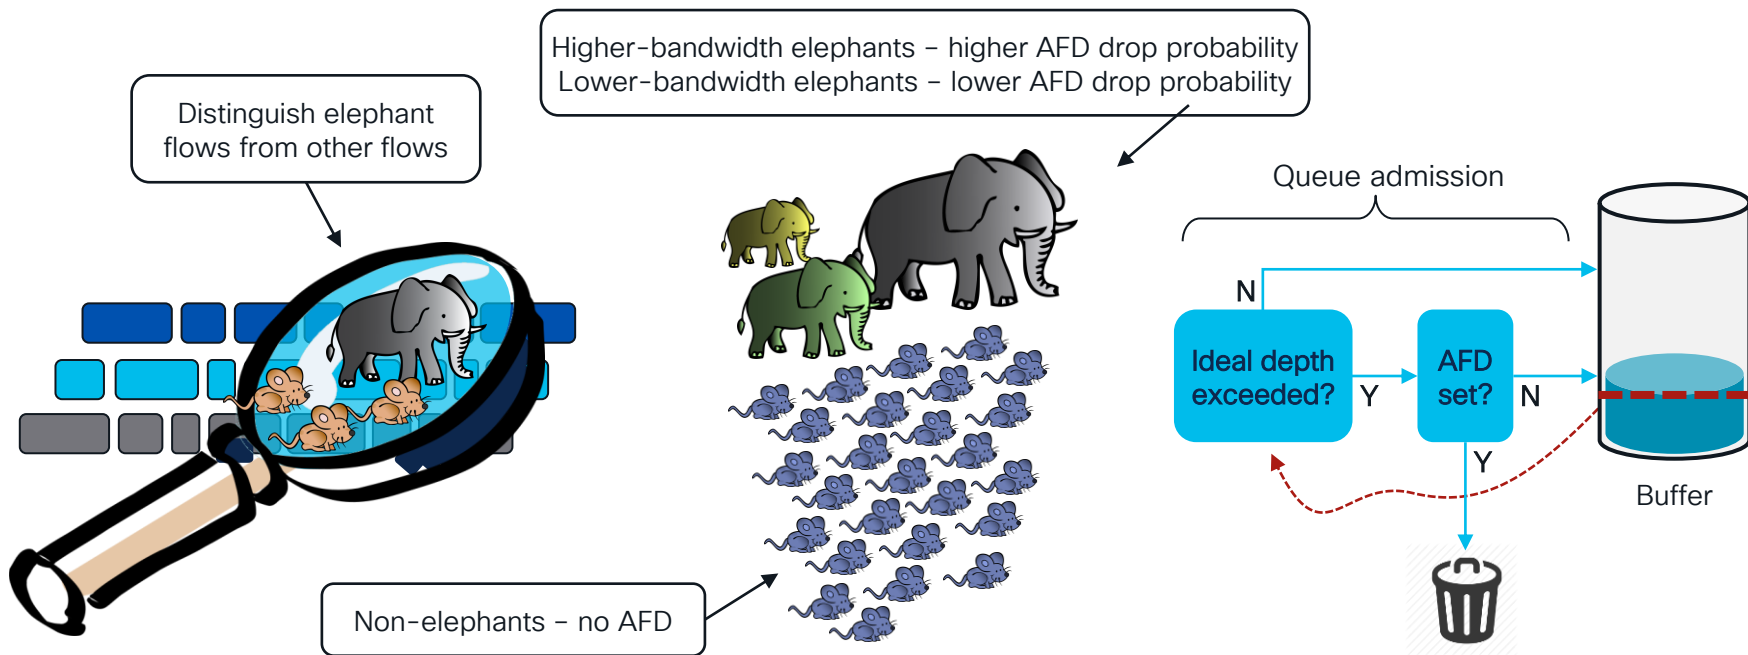 Distinguish elephant
flows from other flows
Higher-bandwidth elephants – higher AFD drop probability
Lower-bandwidth elephants – lower AFD drop probability
Non-elephants – no AFD
Queue admission
N
Ideal depth
exceeded?
Y
AFD
set?
N
Y
Buffer